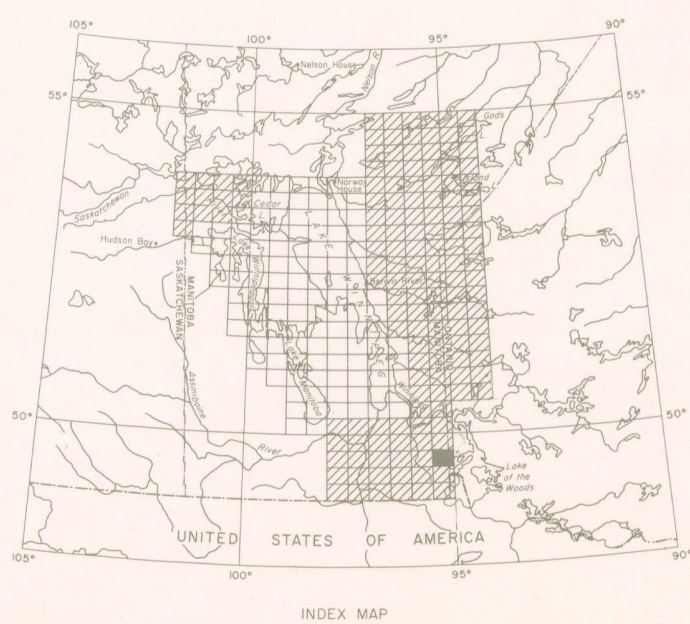 105°
100°
95°
90°
Nelson House
Nelson R.
55°
55°
Gods
L.
Island
L.
Norway
House
Saskatchewan
Cedar
L.
Hudson Bay
LAKE
WINNIPEG
Winnipegosis
Berens River
MANITOBA
SASKATCHEWAN
ONTARIO
MANITOBA
Lake
Manitoba
Assiniboine
50°
50°
River
Lake
of the
Woods
UNITED STATES OF AMERICA
105°
100°
95°
90°
INDEX MAP